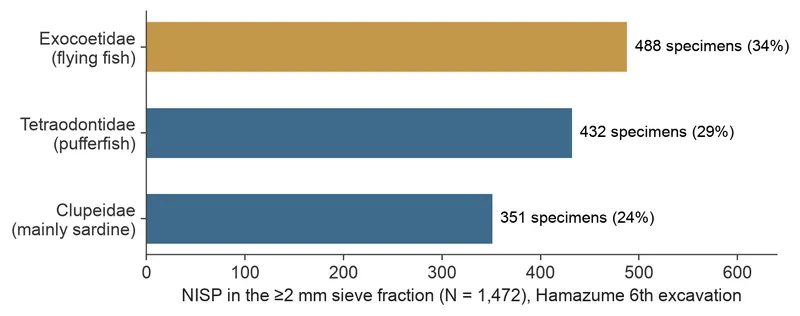 Exocoetidae
(flying fish)
488 specimens (34%)
Tetraodontidae
(pufferfish)
432 specimens (29%)
Clupeidae
(mainly sardine)
351 specimens (24%)
0 100 200 300 400 500 600
NISP in the ≥2 mm sieve fraction (N = 1,472), Hamazume 6th excavation